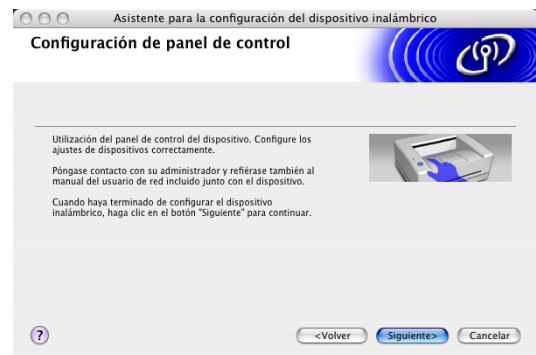 Asistente para la configuración del dispositivo inalámbrico
Configuración de panel de control
Utilización del panel de control del dispositivo. Configure los
ajustes de dispositivos correctamente.
Póngase contacto con su administrador y refiérase también al
manual del usuario de red incluido junto con el dispositivo.
Cuando haya terminado de configurar el dispositivo
inalámbrico, haga clic en el botón "Siguiente" para continuar.
? <Volver Siguiente> Cancelar